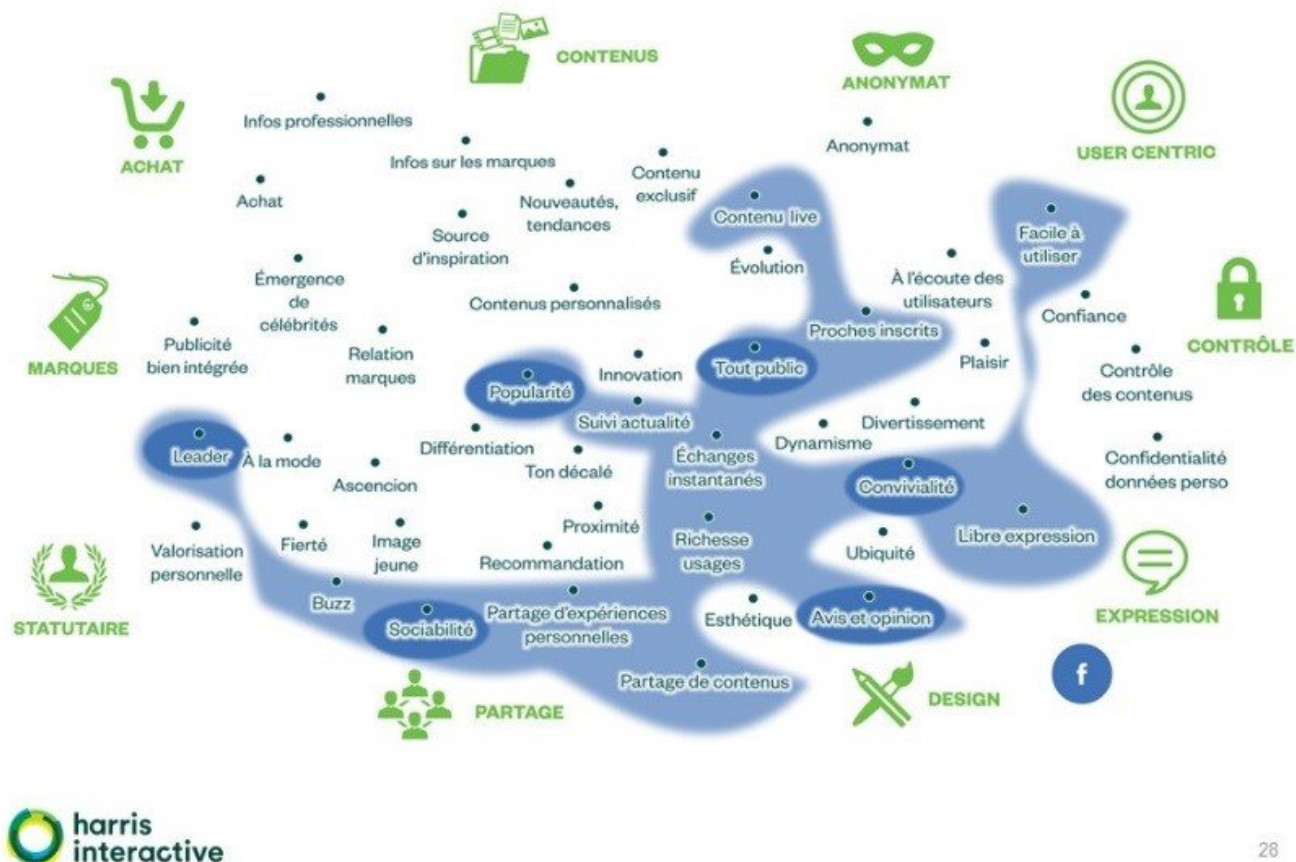 CONTENUS
ANONYMAT
ACHAT
USER CENTRIC
Infos professionnelles
Anonymat
Infos sur les marques
Contenu
exclusif
Achat
Nouveautés,
tendances
Contenu live
Source
d'inspiration
Facile à
utiliser
Évolution
Émergence
de
célébrités
À l'écoute des
utilisateurs
Contenus personnalisés
Confiance
MARQUES
Publicité
bien intégrée
Relation
marques
Proches inscrits
CONTRÔLE
Innovation
Tout public
Plaisir
Contrôle
des contenus
Popularité
Suivi actualité
Divertissement
Dynamisme
Leader
À la mode
Différentiation
Ton décalé
Échanges
instantanés
Ascencion
Convivialité
Confidentialité
données perso
Valorisation
personnelle
Fierté
Image
jeune
Proximité
Recommandation
Richesse
usages
Ubiquité
Libre expression
STATUTAIRE
Buzz
Sociabilité
Partage d'expériences
personnelles
Esthétique
Avis et opinion
EXPRESSION
Partage de contenus
f
PARTAGE
DESIGN
harris
interactive
28